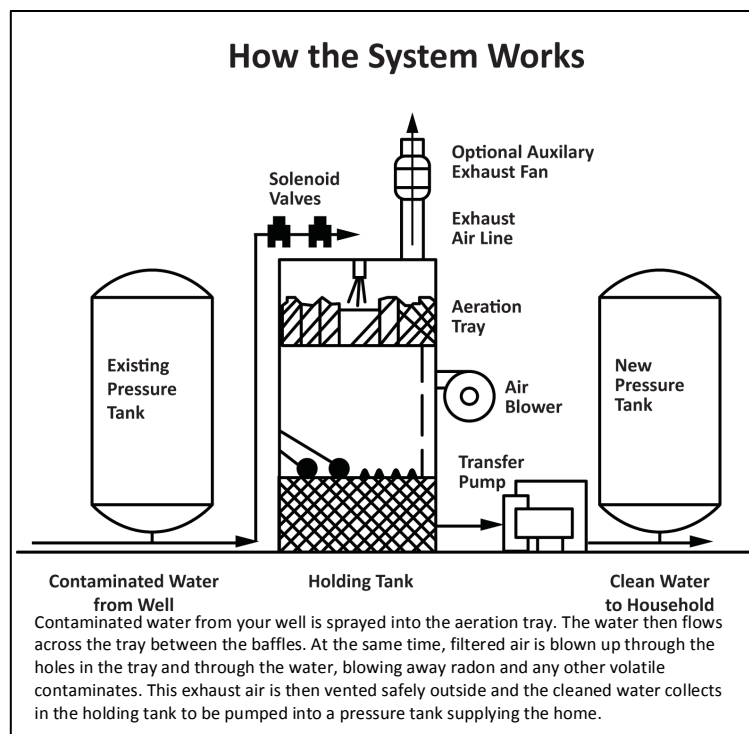 How the System Works
Optional Auxilary
Exhaust Fan
Solenoid
Valves
Exhaust
Air Line
Aeration
Tray
Existing
Pressure
Tank
Air
Blower
New
Pressure
Tank
Transfer
Pump
Contaminated Water
from Well
Holding Tank
Clean Water
to Household
Contaminated water from your well is sprayed into the aeration tray. The water then flows
across the tray between the baffles. At the same time, filtered air is blown up through the
holes in the tray and through the water, blowing away radon and any other volatile
contaminates. This exhaust air is then vented safely outside and the cleaned water collects
in the holding tank to be pumped into a pressure tank supplying the home.